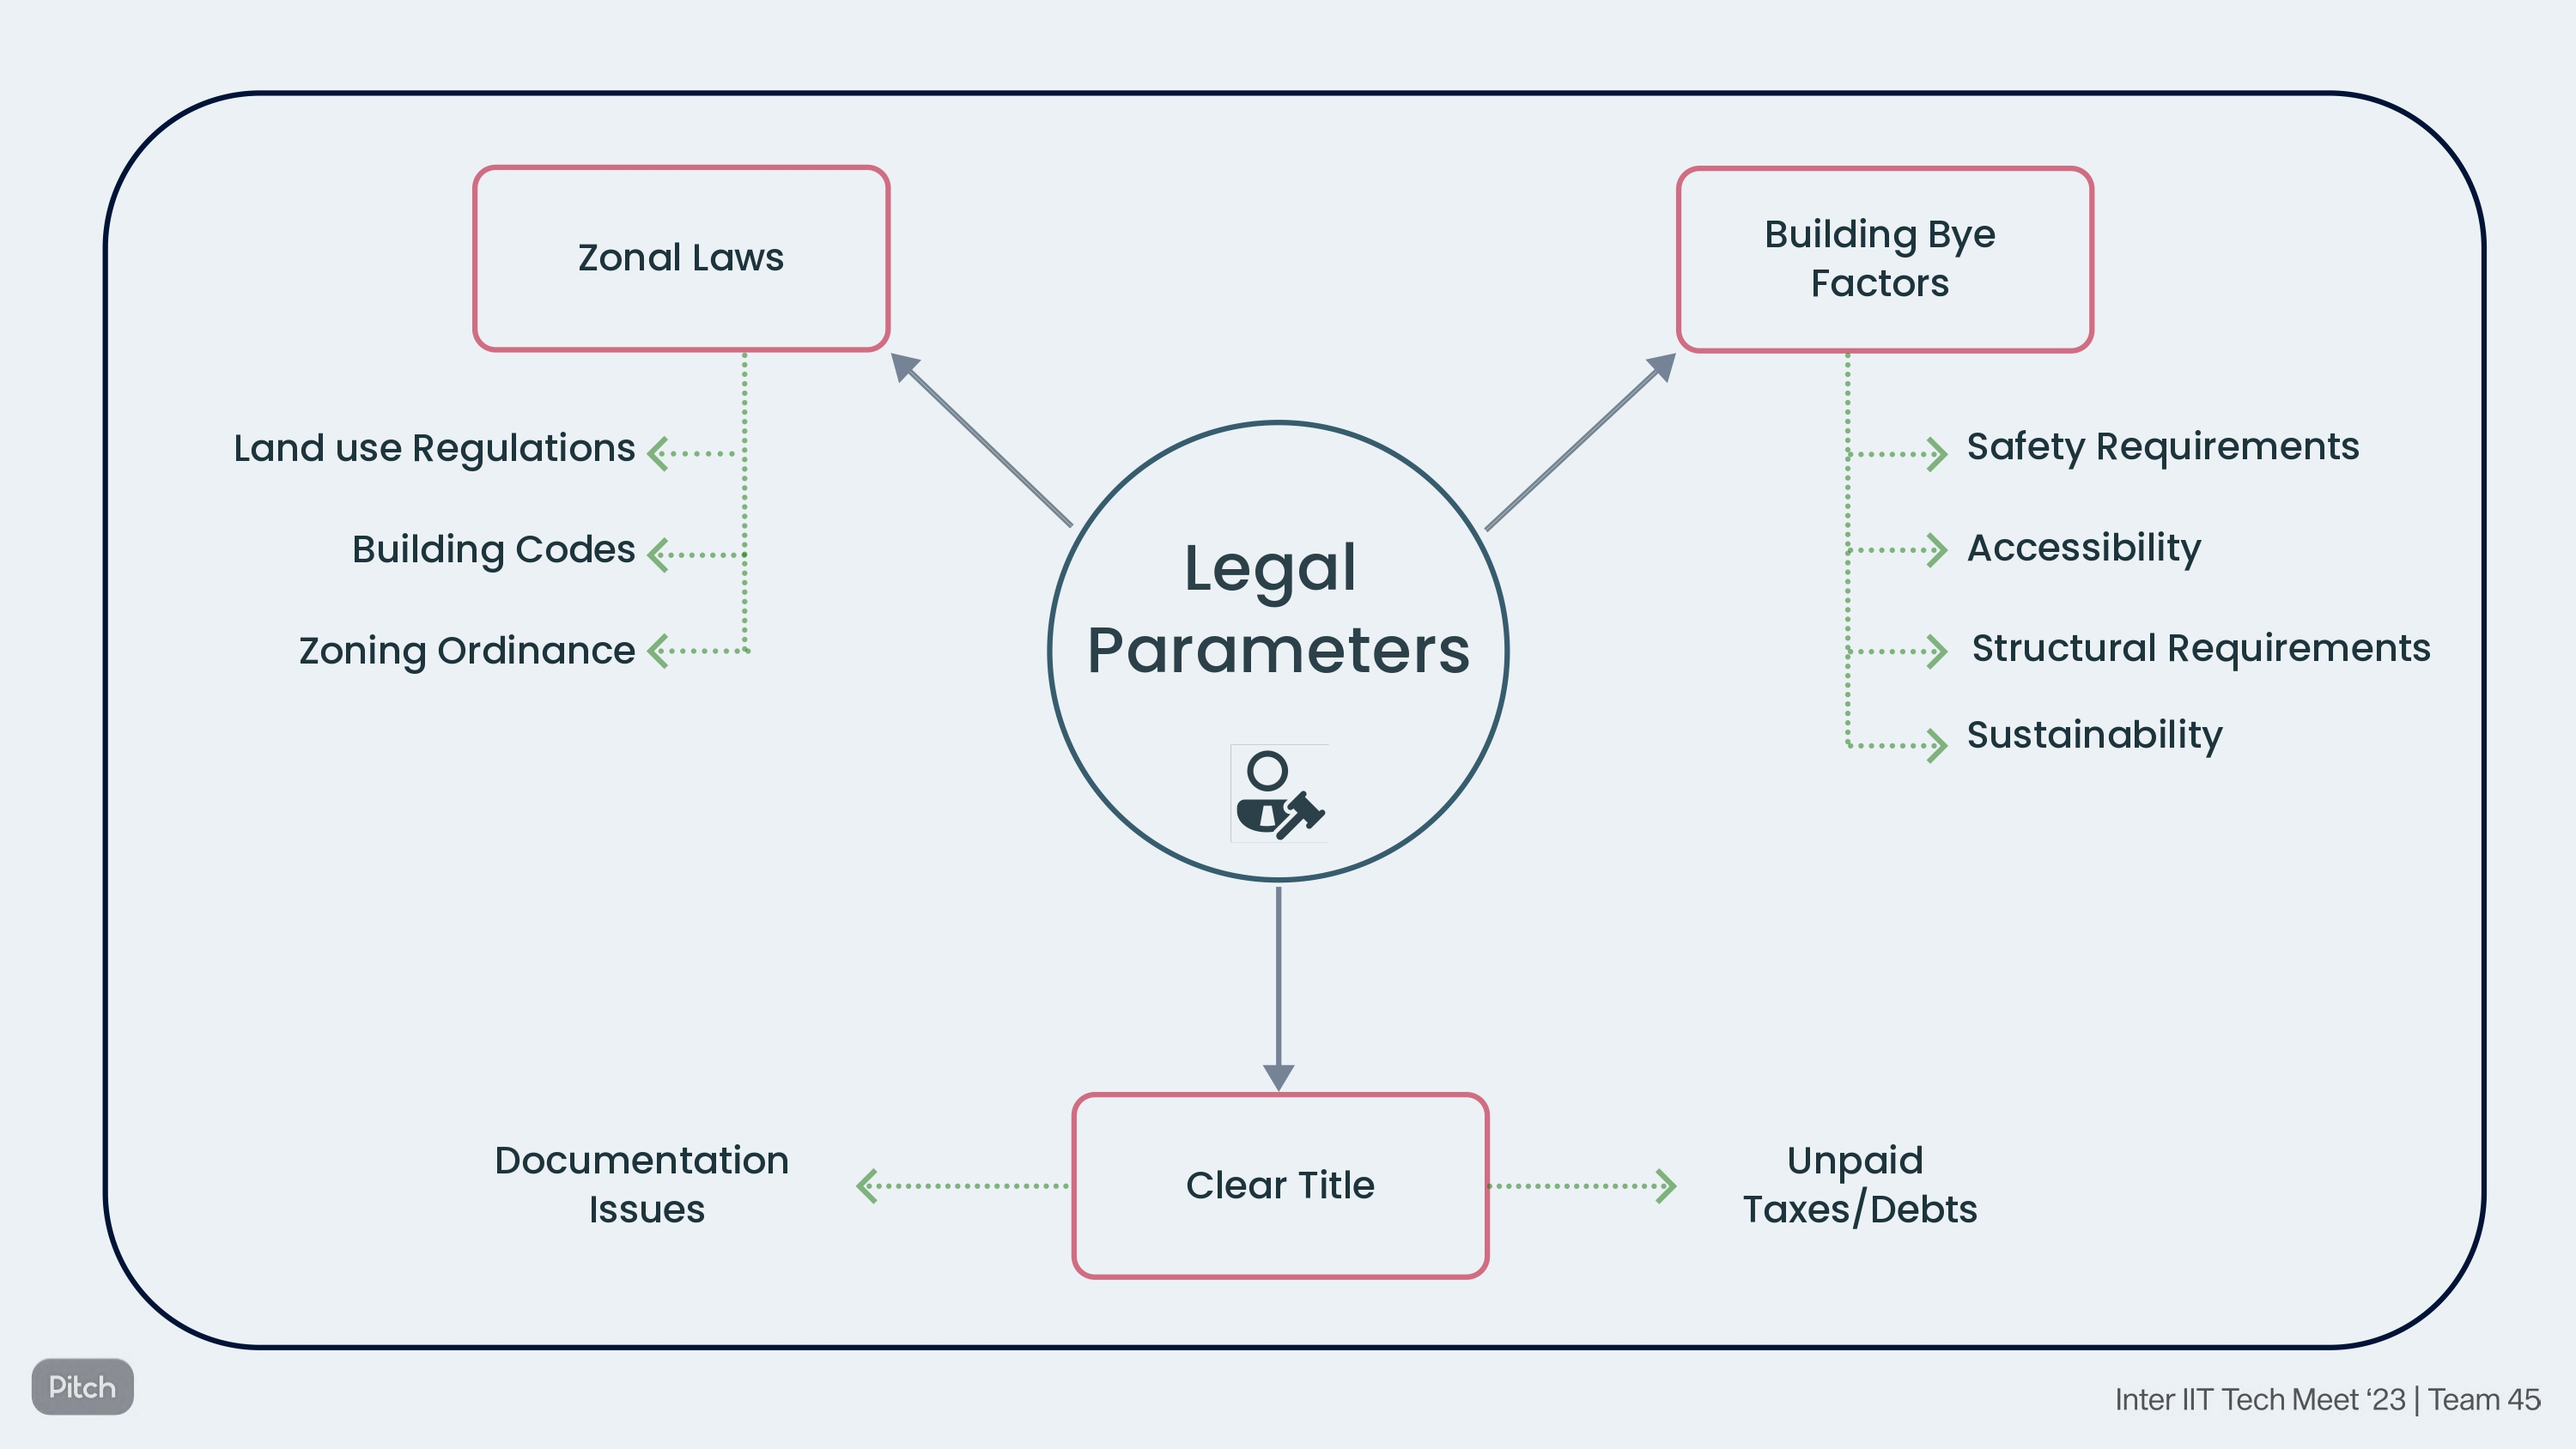 Zonal Laws
Building Bye
Factors
Land use Regulations
Building Codes
Zoning Ordinance
Legal
Parameters
Safety Requirements
Accessibility
Structural Requirements
Sustainability
Documentation
Issues
Clear Title
Unpaid
Taxes/Debts
Pitch
Inter IIT Tech Meet ‘23 | Team 45